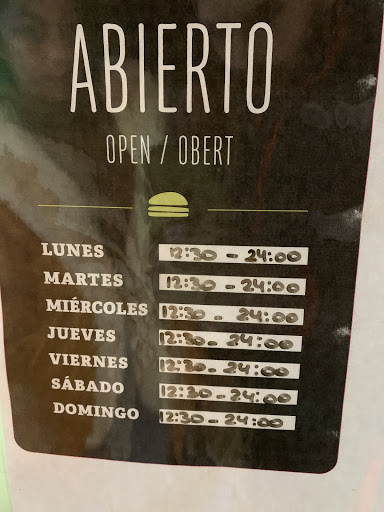 ABIERTO
OPEN / OBERT
LUNES 12:30 - 24:00
MARTES 12:30 - 24:00
MIÉRCOLES 12:30 - 24:00
JUEVES 12:30 - 24:00
VIERNES 12:30 - 24:00
SÁBADO 12:30 - 24:00
DOMINGO 12:30 - 24:00